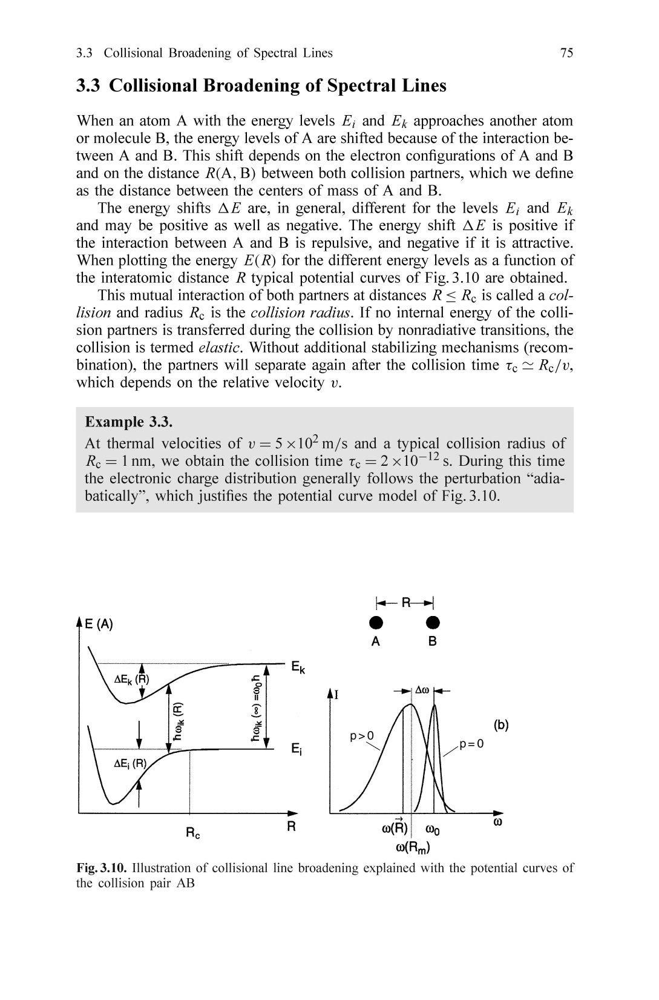 3.3 Collisional Broadening of Spectral Lines 75
3.3 Collisional Broadening of Spectral Lines
When an atom A with the energy levels Ei and Ek approaches another atom
or molecule B, the energy levels of A are shifted because of the interaction be-
tween A and B. This shift depends on the electron configurations of A and B
and on the distance R(A, B) between both collision partners, which we define
as the distance between the centers of mass of A and B.
The energy shifts ΔE are, in general, different for the levels Ei and Ek
and may be positive as well as negative. The energy shift ΔE is positive if
the interaction between A and B is repulsive, and negative if it is attractive.
When plotting the energy E(R) for the different energy levels as a function of
the interatomic distance R typical potential curves of Fig. 3.10 are obtained.
This mutual interaction of both partners at distances R ≤ Rc is called a col-
lision and radius Rc is the collision radius. If no internal energy of the colli-
sion partners is transferred during the collision by nonradiative transitions, the
collision is termed elastic. Without additional stabilizing mechanisms (recom-
bination), the partners will separate again after the collision time τc ≃ Rc/v,
which depends on the relative velocity v.
Example 3.3.
At thermal velocities of v = 5 ×10² m/s and a typical collision radius of
Rc = 1 nm, we obtain the collision time τc = 2 ×10⁻¹² s. During this time
the electronic charge distribution generally follows the perturbation “adia-
batically”, which justifies the potential curve model of Fig. 3.10.
E (A)
ΔEk (R)
Ek
ħωik (R)
ħωik (∞) =ω0ħ
Ei
ΔEi (R)
Rc
R
R
A B
I
Δω
(b)
p>0
p=0
ω(R⃗) ω0
ω
ω(Rm)
Fig. 3.10. Illustration of collisional line broadening explained with the potential curves of
the collision pair AB